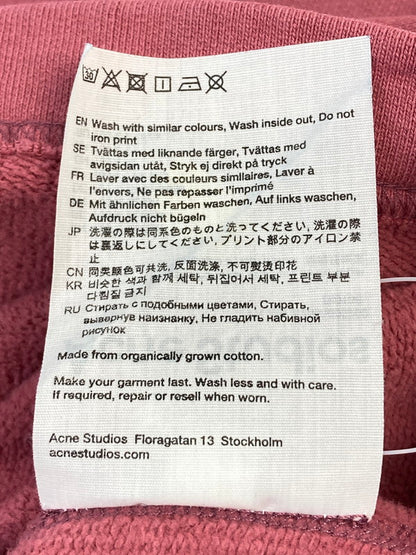 30
EN Wash with similar colours, Wash inside out, Do not
iron print
SE Tvättas med liknande färger, Tvättas med
avigsidan utåt, Stryk ej direkt på tryck
FR Laver avec des couleurs similaires, Laver à
l'envers, Ne pas repasser l'imprimé
DE Mit ähnlichen Farben waschen, Auf links waschen,
Aufdruck nicht bügeln
JP 洗濯の際は同系色のものと洗ってください, 洗濯の際
は裏返しにしてください, プリント部分のアイロン禁
止
CN 同类颜色可共洗, 反面洗涤, 不可熨烫印花
KR 비슷한 색과 함께 세탁, 뒤집어서 세탁, 프린트 부분
다림질 금지
RU Стирать с подобными цветами, Стирать,
вывернув наизнанку, Не гладить набивной
рисунок
Made from organically grown cotton.
Make your garment last. Wash less and with care.
If required, repair or resell when worn.
Acne Studios Floragatan 13 Stockholm
acnestudios.com